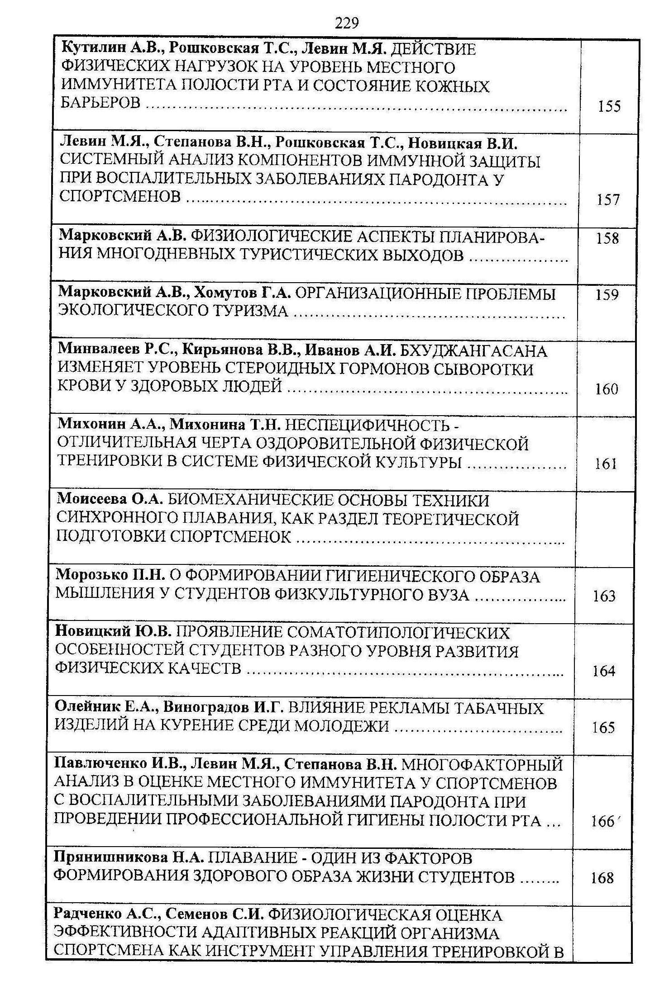 229
Кутилин А.В., Рошковская Т.С., Левин М.Я. ДЕЙСТВИЕ
ФИЗИЧЕСКИХ НАГРУЗОК НА УРОВЕНЬ МЕСТНОГО
ИММУНИТЕТА ПОЛОСТИ РТА И СОСТОЯНИЕ КОЖНЫХ
БАРЬЕРОВ ........................................ 155
Левин М.Я., Степанова В.Н., Рошковская Т.С., Новицкая В.И.
СИСТЕМНЫЙ АНАЛИЗ КОМПОНЕНТОВ ИММУННОЙ ЗАЩИТЫ
ПРИ ВОСПАЛИТЕЛЬНЫХ ЗАБОЛЕВАНИЯХ ПАРОДОНТА У
СПОРТСМЕНОВ ........................................ 157
Марковский А.В. ФИЗИОЛОГИЧЕСКИЕ АСПЕКТЫ ПЛАНИРОВА- 158
НИЯ МНОГОДНЕВНЫХ ТУРИСТИЧЕСКИХ ВЫХОДОВ ...................
Марковский А.В., Хомутов Г.А. ОРГАНИЗАЦИОННЫЕ ПРОБЛЕМЫ 159
ЭКОЛОГИЧЕСКОГО ТУРИЗМА ........................................
Минвалеев Р.С., Кирьянова В.В., Иванов А.И. БХУДЖАНГАСАНА
ИЗМЕНЯЕТ УРОВЕНЬ СТЕРОИДНЫХ ГОРМОНОВ СЫВОРОТКИ
КРОВИ У ЗДОРОВЫХ ЛЮДЕЙ ........................................ 160
Михонин А.А., Михонина Т.Н. НЕСПЕЦИФИЧНОСТЬ -
ОТЛИЧИТЕЛЬНАЯ ЧЕРТА ОЗДОРОВИТЕЛЬНОЙ ФИЗИЧЕСКОЙ
ТРЕНИРОВКИ В СИСТЕМЕ ФИЗИЧЕСКОЙ КУЛЬТУРЫ ................... 161
Моисеева О.А. БИОМЕХАНИЧЕСКИЕ ОСНОВЫ ТЕХНИКИ
СИНХРОННОГО ПЛАВАНИЯ, КАК РАЗДЕЛ ТЕОРЕТИЧЕСКОЙ
ПОДГОТОВКИ СПОРТСМЕНОК ........................................
Морозько П.Н. О ФОРМИРОВАНИИ ГИГИЕНИЧЕСКОГО ОБРАЗА
МЫШЛЕНИЯ У СТУДЕНТОВ ФИЗКУЛЬТУРНОГО ВУЗА .................. 163
Новицкий Ю.В. ПРОЯВЛЕНИЕ СОМАТОТИПОЛОГИЧЕСКИХ
ОСОБЕННОСТЕЙ СТУДЕНТОВ РАЗНОГО УРОВНЯ РАЗВИТИЯ
ФИЗИЧЕСКИХ КАЧЕСТВ ........................................ 164
Олейник Е.А., Виноградов И.Г. ВЛИЯНИЕ РЕКЛАМЫ ТАБАЧНЫХ
ИЗДЕЛИЙ НА КУРЕНИЕ СРЕДИ МОЛОДЕЖИ ................................ 165
Павлюченко И.В., Левин М.Я., Степанова В.Н. МНОГОФАКТОРНЫЙ
АНАЛИЗ В ОЦЕНКЕ МЕСТНОГО ИММУНИТЕТА У СПОРТСМЕНОВ
С ВОСПАЛИТЕЛЬНЫМИ ЗАБОЛЕВАНИЯМИ ПАРОДОНТА ПРИ
ПРОВЕДЕНИИ ПРОФЕССИОНАЛЬНОЙ ГИГИЕНЫ ПОЛОСТИ РТА ... 166
Прянишникова Н.А. ПЛАВАНИЕ - ОДИН ИЗ ФАКТОРОВ
ФОРМИРОВАНИЯ ЗДОРОВОГО ОБРАЗА ЖИЗНИ СТУДЕНТОВ ........ 168
Радченко А.С., Семенов С.И. ФИЗИОЛОГИЧЕСКАЯ ОЦЕНКА
ЭФФЕКТИВНОСТИ АДАПТИВНЫХ РЕАКЦИЙ ОРГАНИЗМА
СПОРТСМЕНА КАК ИНСТРУМЕНТ УПРАВЛЕНИЯ ТРЕНИРОВКОЙ В